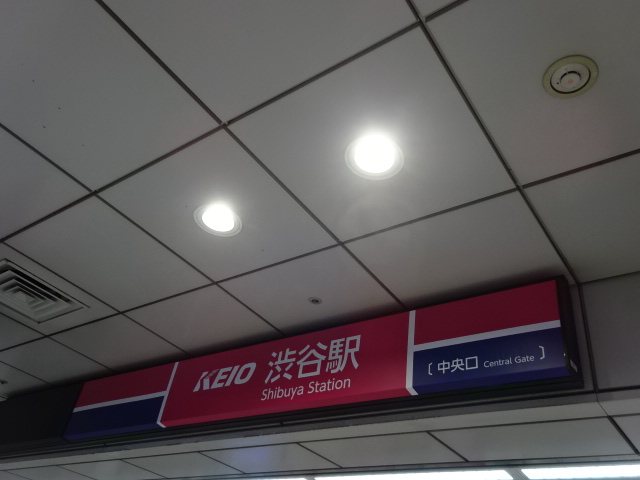 KEIO 渋谷駅
Shibuya Station
〔 中央口 Central Gate 〕